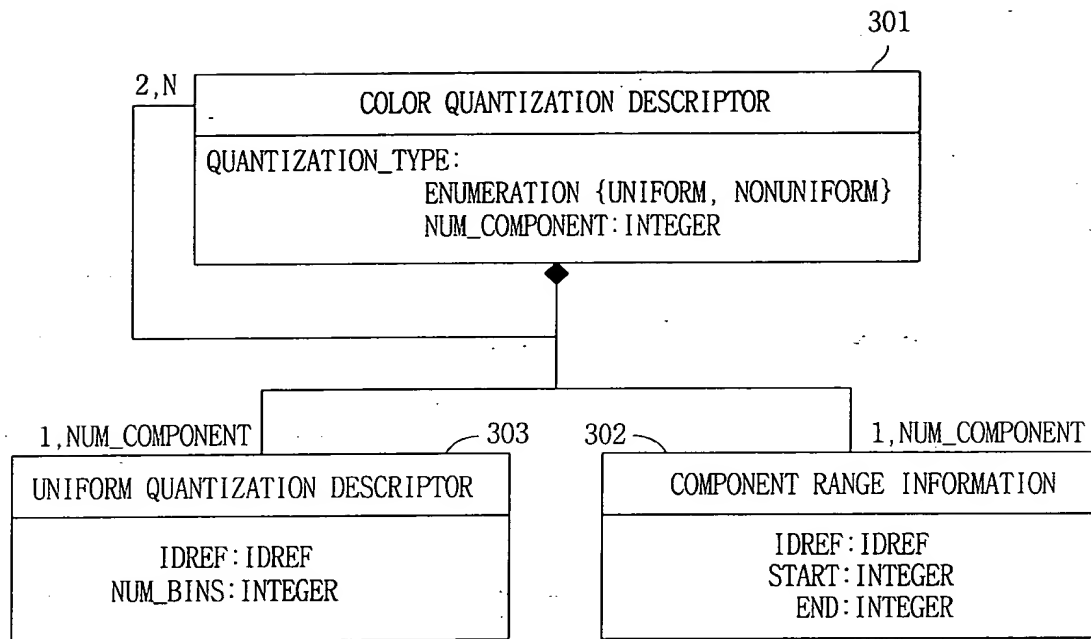 301
2,N
COLOR QUANTIZATION DESCRIPTOR
QUANTIZATION_TYPE:
ENUMERATION {UNIFORM, NONUNIFORM}
NUM_COMPONENT:INTEGER
1,NUM_COMPONENT
303
302
1,NUM_COMPONENT
UNIFORM QUANTIZATION DESCRIPTOR
IDREF:IDREF
NUM_BINS:INTEGER
COMPONENT RANGE INFORMATION
IDREF:IDREF
START:INTEGER
END:INTEGER